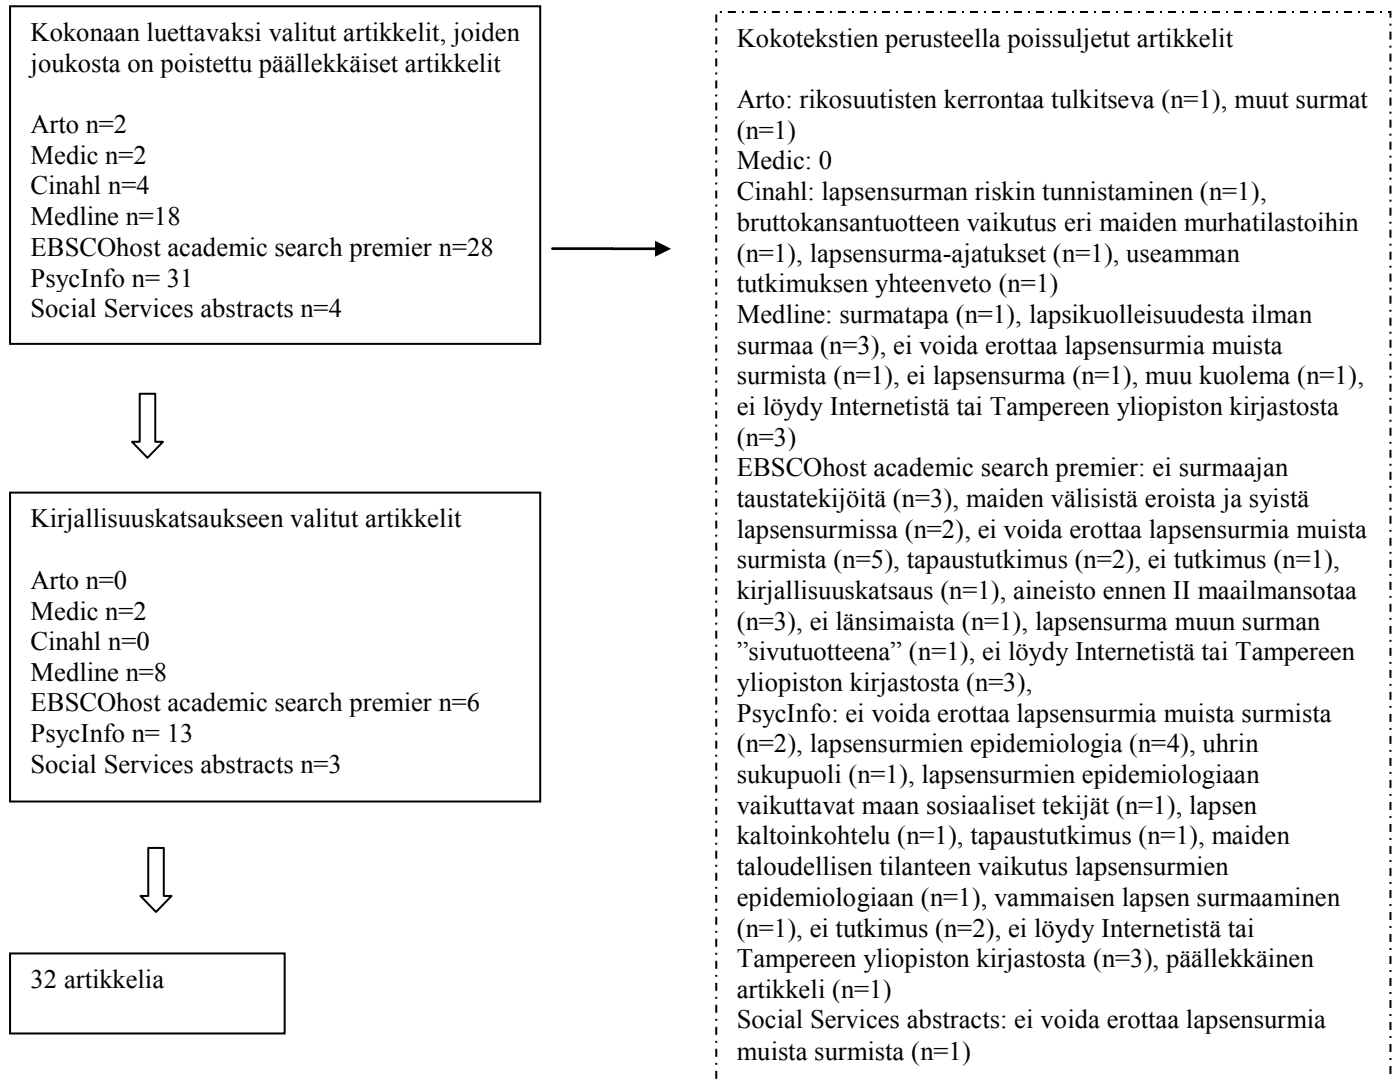 Kokonaan luettavaksi valitut artikkelit, joiden
joukosta on poistettu päällekkäiset artikkelit
Arto n=2
Medic n=2
Cinahl n=4
Medline n=18
EBSCOhost academic search premier n=28
PsycInfo n= 31
Social Services abstracts n=4
Kirjallisuuskatsaukseen valitut artikkelit
Arto n=0
Medic n=2
Cinahl n=0
Medline n=8
EBSCOhost academic search premier n=6
PsycInfo n= 13
Social Services abstracts n=3
32 artikkelia
Kokotekstien perusteella poissuljetut artikkelit
Arto: rikosuutisten kerrontaa tulkitseva (n=1), muut surmat
(n=1)
Medic: 0
Cinahl: lapsensurman riskin tunnistaminen (n=1),
bruttokansantuotteen vaikutus eri maiden murhatilastoihin
(n=1), lapsensurma-ajatukset (n=1), useamman
tutkimuksen yhteenveto (n=1)
Medline: surmatapa (n=1), lapsikuolleisuudesta ilman
surmaa (n=3), ei voida erottaa lapsensurmia muista
surmista (n=1), ei lapsensurma (n=1), muu kuolema (n=1),
ei löydy Internetistä tai Tampereen yliopiston kirjastosta
(n=3)
EBSCOhost academic search premier: ei surmaajan
taustatekijöitä (n=3), maiden välisistä eroista ja syistä
lapsensurmissa (n=2), ei voida erottaa lapsensurmia muista
surmista (n=5), tapaustutkimus (n=2), ei tutkimus (n=1),
kirjallisuuskatsaus (n=1), aineisto ennen II maailmansotaa
(n=3), ei länsimaista (n=1), lapsensurma muun surman
”sivutuotteena” (n=1), ei löydy Internetistä tai Tampereen
yliopiston kirjastosta (n=3),
PsycInfo: ei voida erottaa lapsensurmia muista surmista
(n=2), lapsensurmien epidemiologia (n=4), uhrin
sukupuoli (n=1), lapsensurmien epidemiologiaan
vaikuttavat maan sosiaaliset tekijät (n=1), lapsen
kaltoinkohtelu (n=1), tapaustutkimus (n=1), maiden
taloudellisen tilanteen vaikutus lapsensurmien
epidemiologiaan (n=1), vammaisen lapsen surmaaminen
(n=1), ei tutkimus (n=2), ei löydy Internetistä tai
Tampereen yliopiston kirjastosta (n=3), päällekkäinen
artikkeli (n=1)
Social Services abstracts: ei voida erottaa lapsensurmia
muista surmista (n=1)